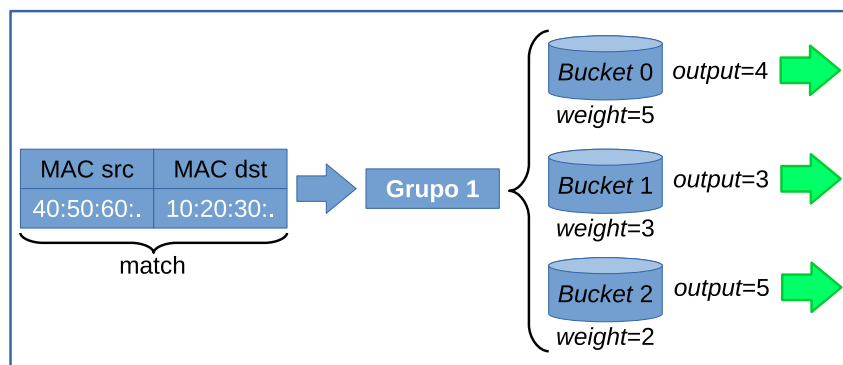 MAC src MAC dst
40:50:60:. 10:20:30:.
match
Grupo 1
Bucket 0 output=4
weight=5
Bucket 1 output=3
weight=3
Bucket 2 output=5
weight=2